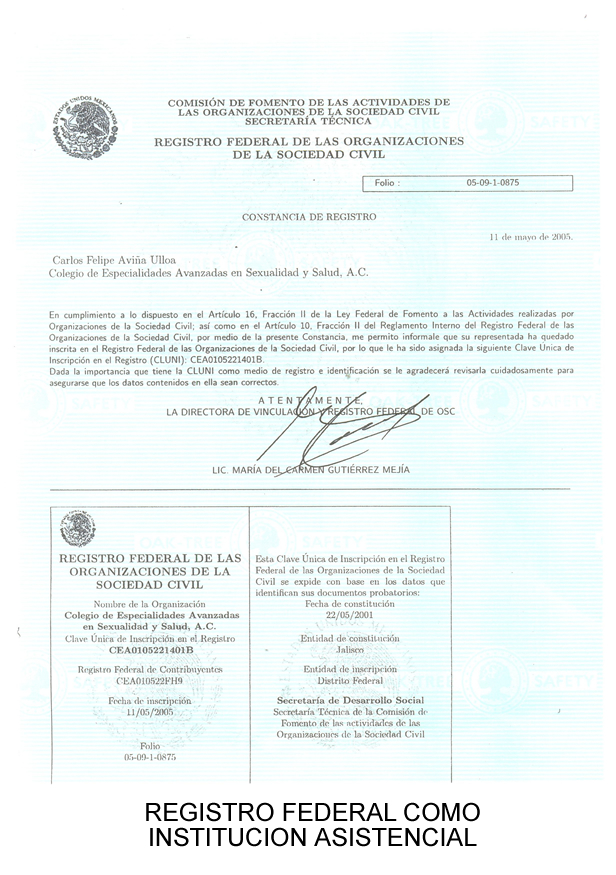 ESTADOS UNIDOS MEXICANOS
COMISIÓN DE FOMENTO DE LAS ACTIVIDADES DE
LAS ORGANIZACIONES DE LA SOCIEDAD CIVIL
SECRETARÍA TÉCNICA
REGISTRO FEDERAL DE LAS ORGANIZACIONES
DE LA SOCIEDAD CIVIL
Folio : 05-09-1-0875
CONSTANCIA DE REGISTRO
11 de mayo de 2005.
Carlos Felipe Aviña Ulloa
Colegio de Especialidades Avanzadas en Sexualidad y Salud, A.C.
En cumplimiento a lo dispuesto en el Artículo 16, Fracción II de la Ley Federal de Fomento a las Actividades realizadas por
Organizaciones de la Sociedad Civil; así como en el Artículo 10, Fracción II del Reglamento Interno del Registro Federal de las
Organizaciones de la Sociedad Civil, por medio de la presente Constancia, me permito informale que su representada ha quedado
inscrita en el Registro Federal de las Organizaciones de la Sociedad Civil, por lo que le ha sido asignada la siguiente Clave Unica de
Inscripción en el Registro (CLUNI): CEA0105221401B.
Dada la importancia que tiene la CLUNI como medio de registro e identificación se le agradecerá revisarla cuidadosamente para
asegurarse que los datos contenidos en ella sean correctos.
A T E N T A M E N T E,
LA DIRECTORA DE VINCULACIÓN Y REGISTRO FEDERAL DE OSC
LIC. MARÍA DEL CARMEN GUTIÉRREZ MEJÍA
OAK-TREE SAFETY
REGISTRO FEDERAL DE LAS
ORGANIZACIONES DE LA
SOCIEDAD CIVIL
Nombre de la Organización
Colegio de Especialidades Avanzadas
en Sexualidad y Salud, A.C.
Clave Única de Inscripción en el Registro
CEA0105221401B
Registro Federal de Contribuyentes
CEA010522FH9
Fecha de inscripción
11/05/2005
Folio
05-09-1-0875
Esta Clave Única de Inscripción en el Registro
Federal de las Organizaciones de la Sociedad
Civil se expide con base en los datos que
identifican sus documentos probatorios:
Fecha de constitución
22/05/2001
Entidad de constitución
Jalisco
Entidad de inscripción
Distrito Federal
Secretaría de Desarrollo Social
Secretaría Técnica de la Comisión de
Fomento de las actividades de las
Organizaciones de la Sociedad Civil
REGISTRO FEDERAL COMO
INSTITUCION ASISTENCIAL